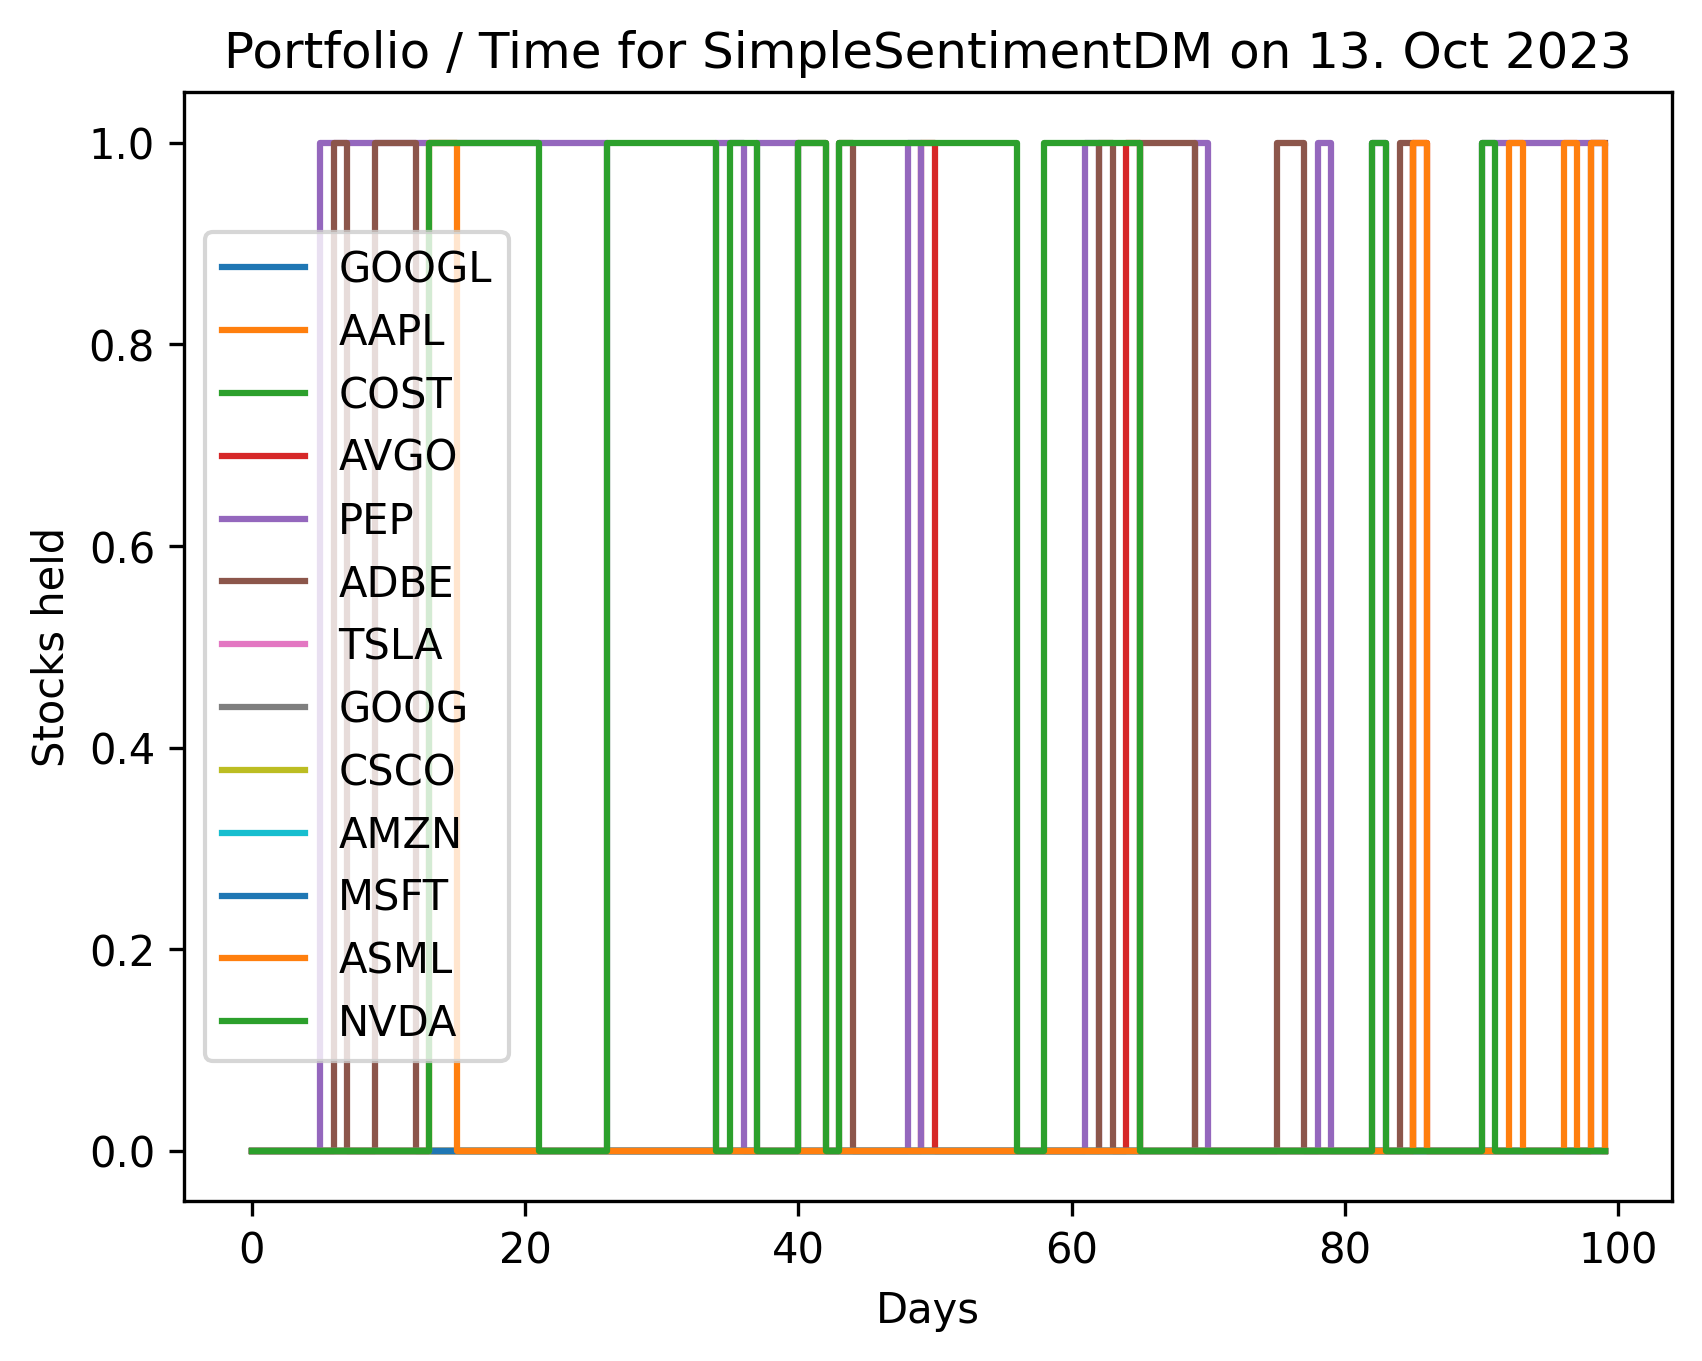 Portfolio / Time for SimpleSentimentDM on 13. Oct 2023
1.0
0.8
0.6
0.4
0.2
0.0
Stocks held
GOOGL
AAPL
COST
AVGO
PEP
ADBE
TSLA
GOOG
CSCO
AMZN
MSFT
ASML
NVDA
0 20 40 60 80 100
Days